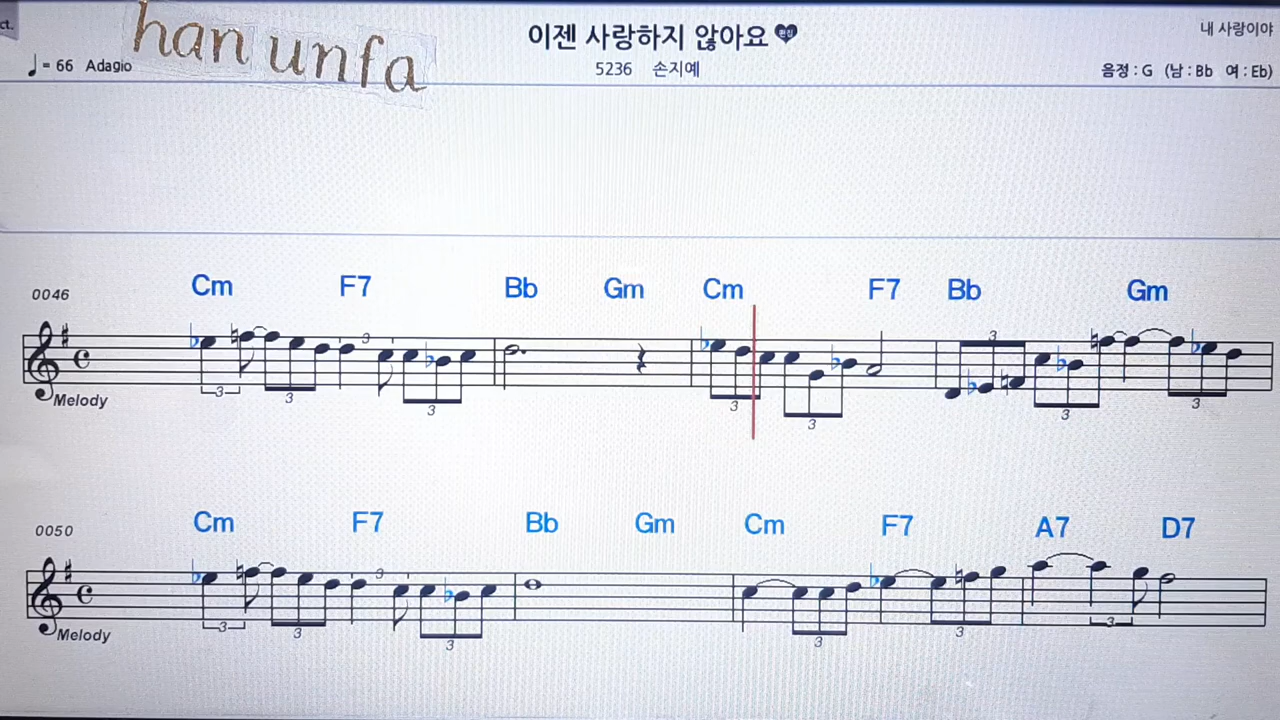 ct.
han unfa
이젠 사랑하지 않아요
편집
내 사랑이야
♩= 66 Adagio
5236 손지예
음정 : G (남 : Bb 여 : Eb)
Cm F7 Bb Gm Cm F7 Bb Gm
0046
3 3 3 3 3 3 3 3 3
Melody
Cm F7 Bb Gm Cm F7 A7 D7
0050
3 3 3 3 3 3 3
Melody